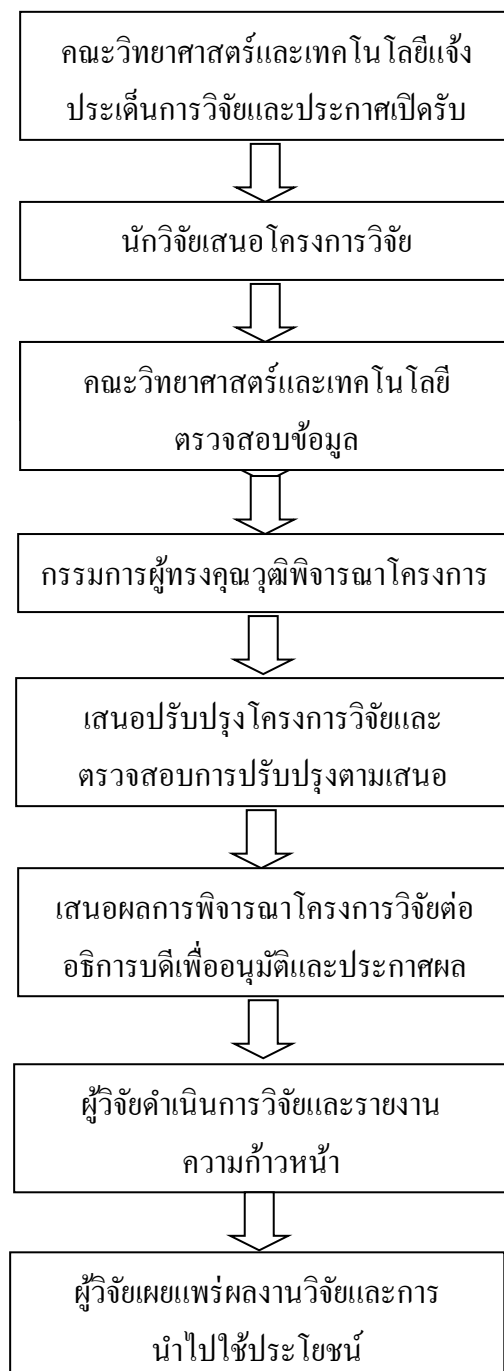 คณะวิทยาศาสตร์และเทคโนโลยีแจ้ง
ประเด็นการวิจัยและประกาศเปิดรับ
นักวิจัยเสนอโครงการวิจัย
คณะวิทยาศาสตร์และเทคโนโลยี
ตรวจสอบข้อมูล
กรรมการผู้ทรงคุณวุฒิพิจารณาโครงการ
เสนอปรับปรุงโครงการวิจัยและ
ตรวจสอบการปรับปรุงตามเสนอ
เสนอผลการพิจารณาโครงการวิจัยต่อ
อธิการบดีเพื่ออนุมัติและประกาศผล
ผู้วิจัยดำเนินการวิจัยและรายงาน
ความก้าวหน้า
ผู้วิจัยเผยแพร่ผลงานวิจัยและการ
นำไปใช้ประโยชน์